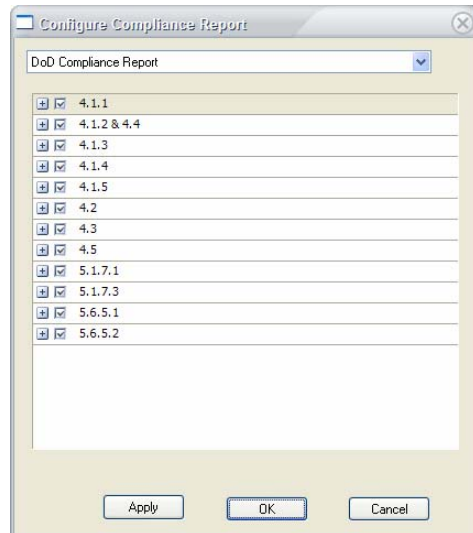 Configure Compliance Report
DoD Compliance Report
4.1.1
4.1.2 & 4.4
4.1.3
4.1.4
4.1.5
4.2
4.3
4.5
5.1.7.1
5.1.7.3
5.6.5.1
5.6.5.2
Apply OK Cancel